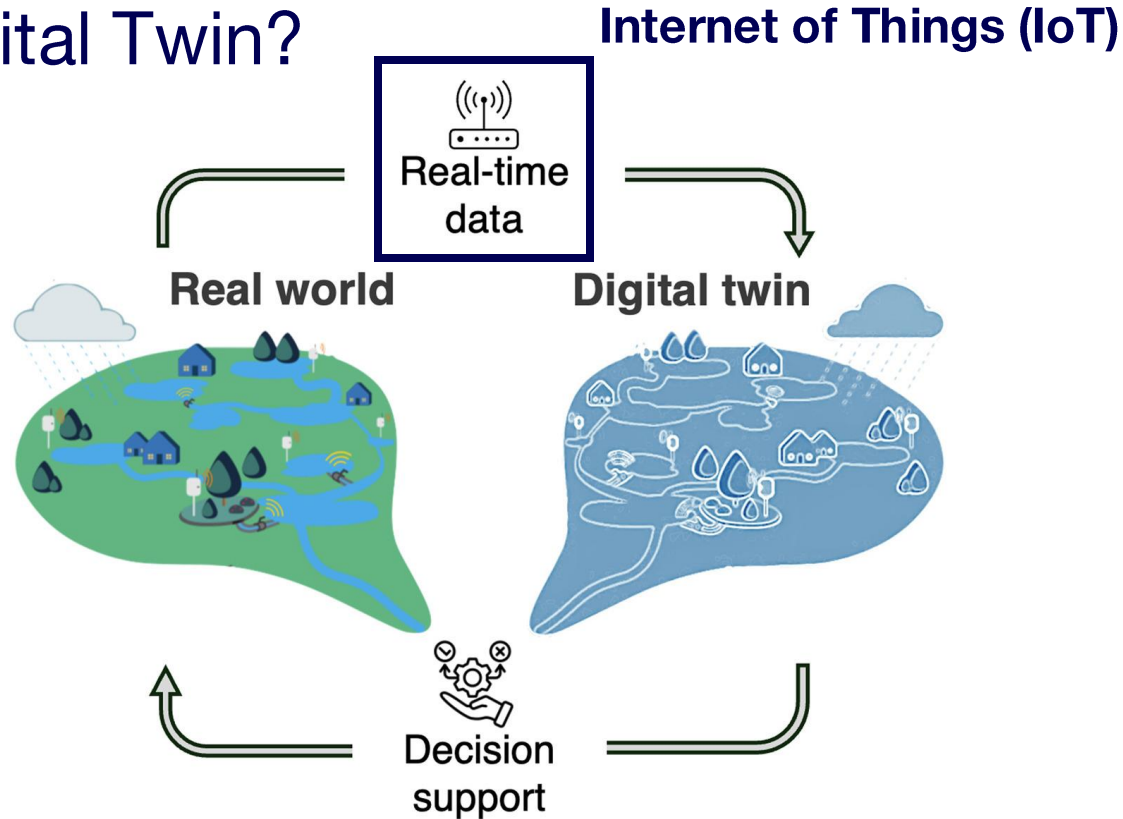 ital Twin?
Internet of Things (IoT)
Real-time
data
Real world
Digital twin
Decision
support